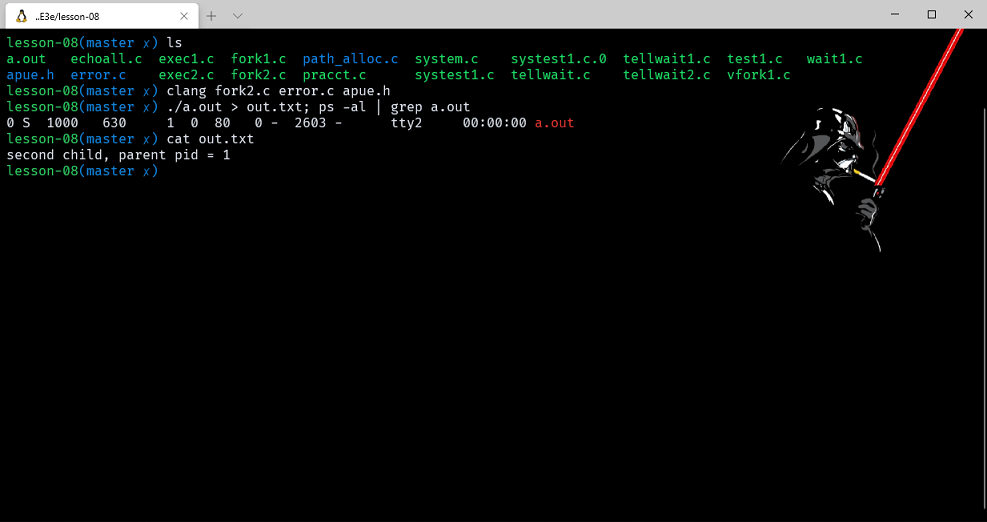 ..E3e/lesson-08
lesson-08(master x) ls
a.out echoall.c exec1.c fork1.c path_alloc.c system.c systest1.c.0 tellwait1.c test1.c wait1.c
apue.h error.c exec2.c fork2.c pracct.c systest1.c tellwait.c tellwait2.c vfork1.c
lesson-08(master x) clang fork2.c error.c apue.h
lesson-08(master x) ./a.out > out.txt; ps -al | grep a.out
0 S 1000 630 1 0 80 0 - 2603 - tty2 00:00:00 a.out
lesson-08(master x) cat out.txt
second child, parent pid = 1
lesson-08(master x)